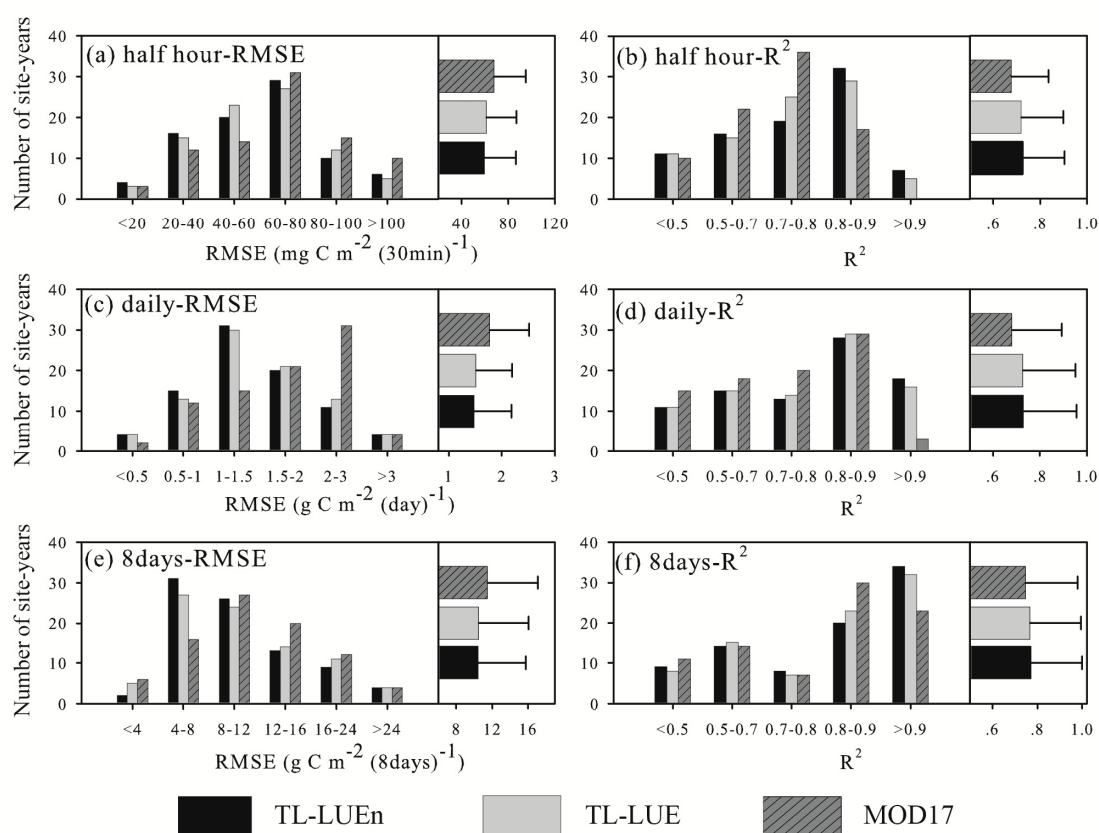 (a) half hour-RMSE
Number of site-years
40
30
20
10
0
<20 20-40 40-60 60-80 80-100 >100
40 80 120
RMSE (mg C m-2 (30min)-1)
(b) half hour-R2
40
30
20
10
0
<0.5 0.5-0.7 0.7-0.8 0.8-0.9 >0.9
.6 .8 1.0
R2
(c) daily-RMSE
Number of site-years
40
30
20
10
0
<0.5 0.5-1 1-1.5 1.5-2 2-3 >3
1 2 3
RMSE (g C m-2 (day)-1)
(d) daily-R2
40
30
20
10
0
<0.5 0.5-0.7 0.7-0.8 0.8-0.9 >0.9
.6 .8 1.0
R2
(e) 8days-RMSE
Number of site-years
40
30
20
10
0
<4 4-8 8-12 12-16 16-24 >24
8 12 16
RMSE (g C m-2 (8days)-1)
(f) 8days-R2
40
30
20
10
0
<0.5 0.5-0.7 0.7-0.8 0.8-0.9 >0.9
.6 .8 1.0
R2
TL-LUEn TL-LUE MOD17